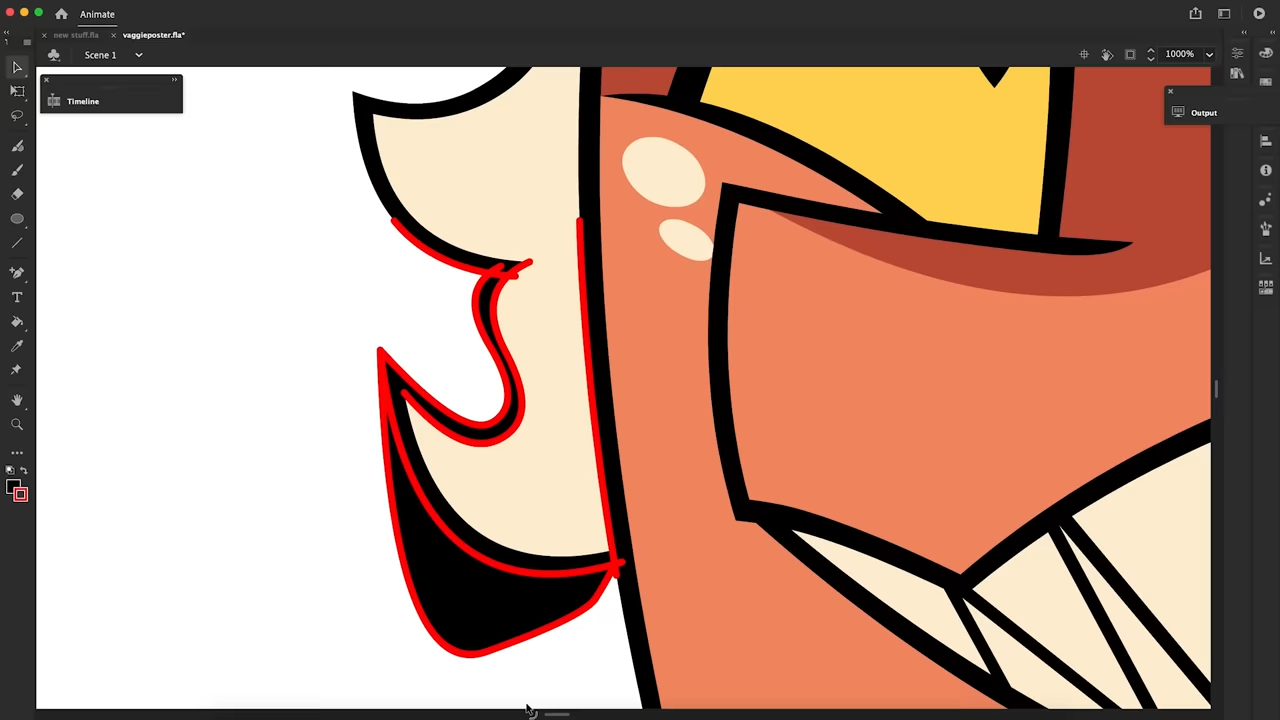 Animate
new stuff.fla
vaggieposter.fla*
Scene 1
1000%
Timeline
Output